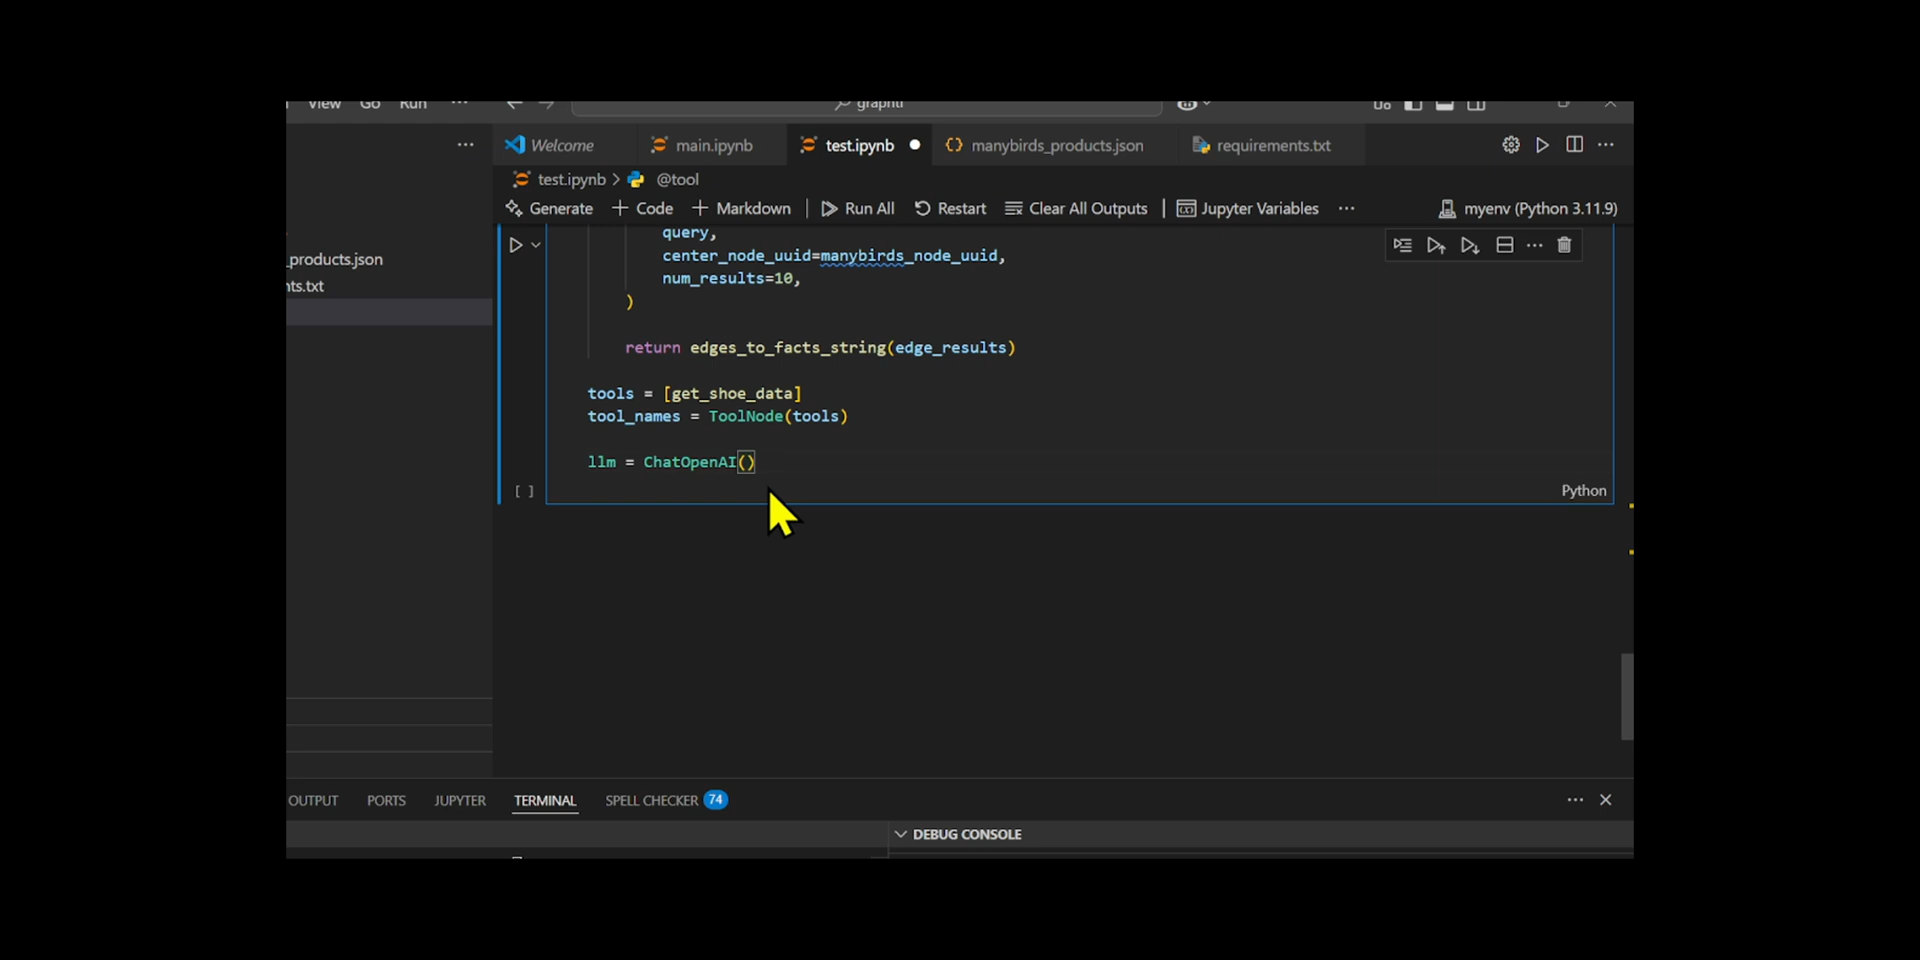 View Go Run ... graphiti
Welcome main.ipynb test.ipynb manybirds_products.json requirements.txt
test.ipynb > @tool
Generate + Code + Markdown | Run All Restart Clear All Outputs | Jupyter Variables ... myenv (Python 3.11.9)
_products.json
nts.txt
query,
center_node_uuid=manybirds_node_uuid,
num_results=10,
)
return edges_to_facts_string(edge_results)
tools = [get_shoe_data]
tool_names = ToolNode(tools)
llm = ChatOpenAI()
[ ]
Python
OUTPUT PORTS JUPYTER TERMINAL SPELL CHECKER 74
DEBUG CONSOLE